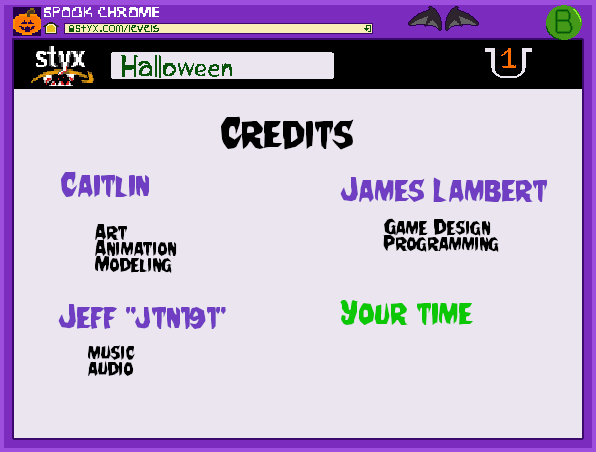 SPOOK CHROME
styx.com/levels
B
styx
Halloween
1
CREDITS
CAITLIN
JAMES LAMBERT
ART
ANIMATION
MODELING
GAME DESIGN
PROGRAMMING
JEFF "JTN191"
YOUR TIME
MUSIC
AUDIO